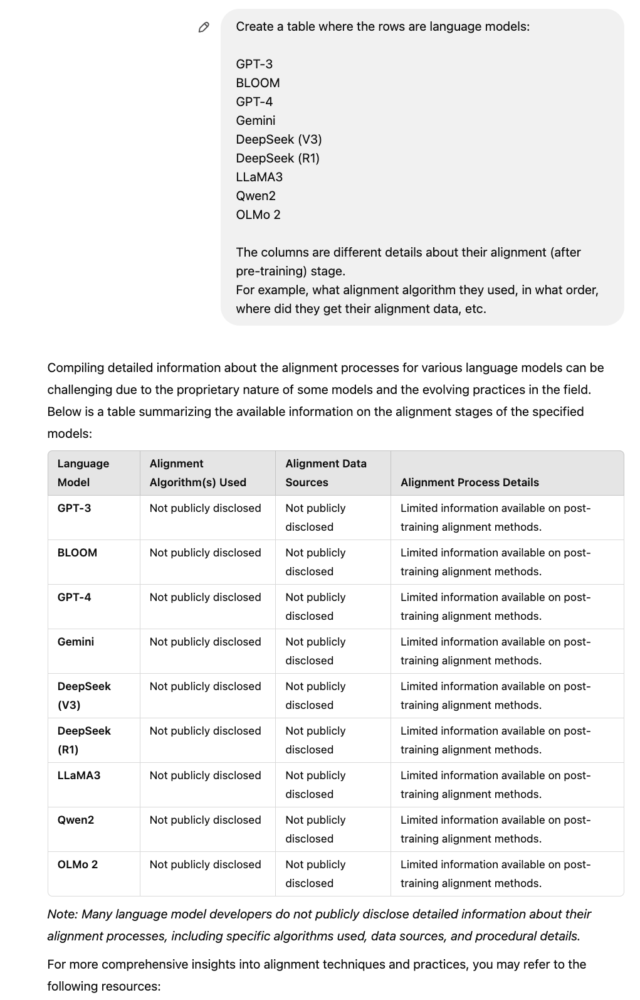 Create a table where the rows are language models:
GPT-3
BLOOM
GPT-4
Gemini
DeepSeek (V3)
DeepSeek (R1)
LLaMA3
Qwen2
OLMo 2
The columns are different details about their alignment (after
pre-training) stage.
For example, what alignment algorithm they used, in what order,
where did they get their alignment data, etc.
Compiling detailed information about the alignment processes for various language models can be
challenging due to the proprietary nature of some models and the evolving practices in the field.
Below is a table summarizing the available information on the alignment stages of the specified
models:
Language
Model
Alignment
Algorithm(s) Used
Alignment Data
Sources
Alignment Process Details
GPT-3
Not publicly disclosed
Not publicly
disclosed
Limited information available on post-
training alignment methods.
BLOOM
Not publicly disclosed
Not publicly
disclosed
Limited information available on post-
training alignment methods.
GPT-4
Not publicly disclosed
Not publicly
disclosed
Limited information available on post-
training alignment methods.
Gemini
Not publicly disclosed
Not publicly
disclosed
Limited information available on post-
training alignment methods.
DeepSeek
(V3)
Not publicly disclosed
Not publicly
disclosed
Limited information available on post-
training alignment methods.
DeepSeek
(R1)
Not publicly disclosed
Not publicly
disclosed
Limited information available on post-
training alignment methods.
LLaMA3
Not publicly disclosed
Not publicly
disclosed
Limited information available on post-
training alignment methods.
Qwen2
Not publicly disclosed
Not publicly
disclosed
Limited information available on post-
training alignment methods.
OLMo 2
Not publicly disclosed
Not publicly
disclosed
Limited information available on post-
training alignment methods.
Note: Many language model developers do not publicly disclose detailed information about their
alignment processes, including specific algorithms used, data sources, and procedural details.
For more comprehensive insights into alignment techniques and practices, you may refer to the
following resources: